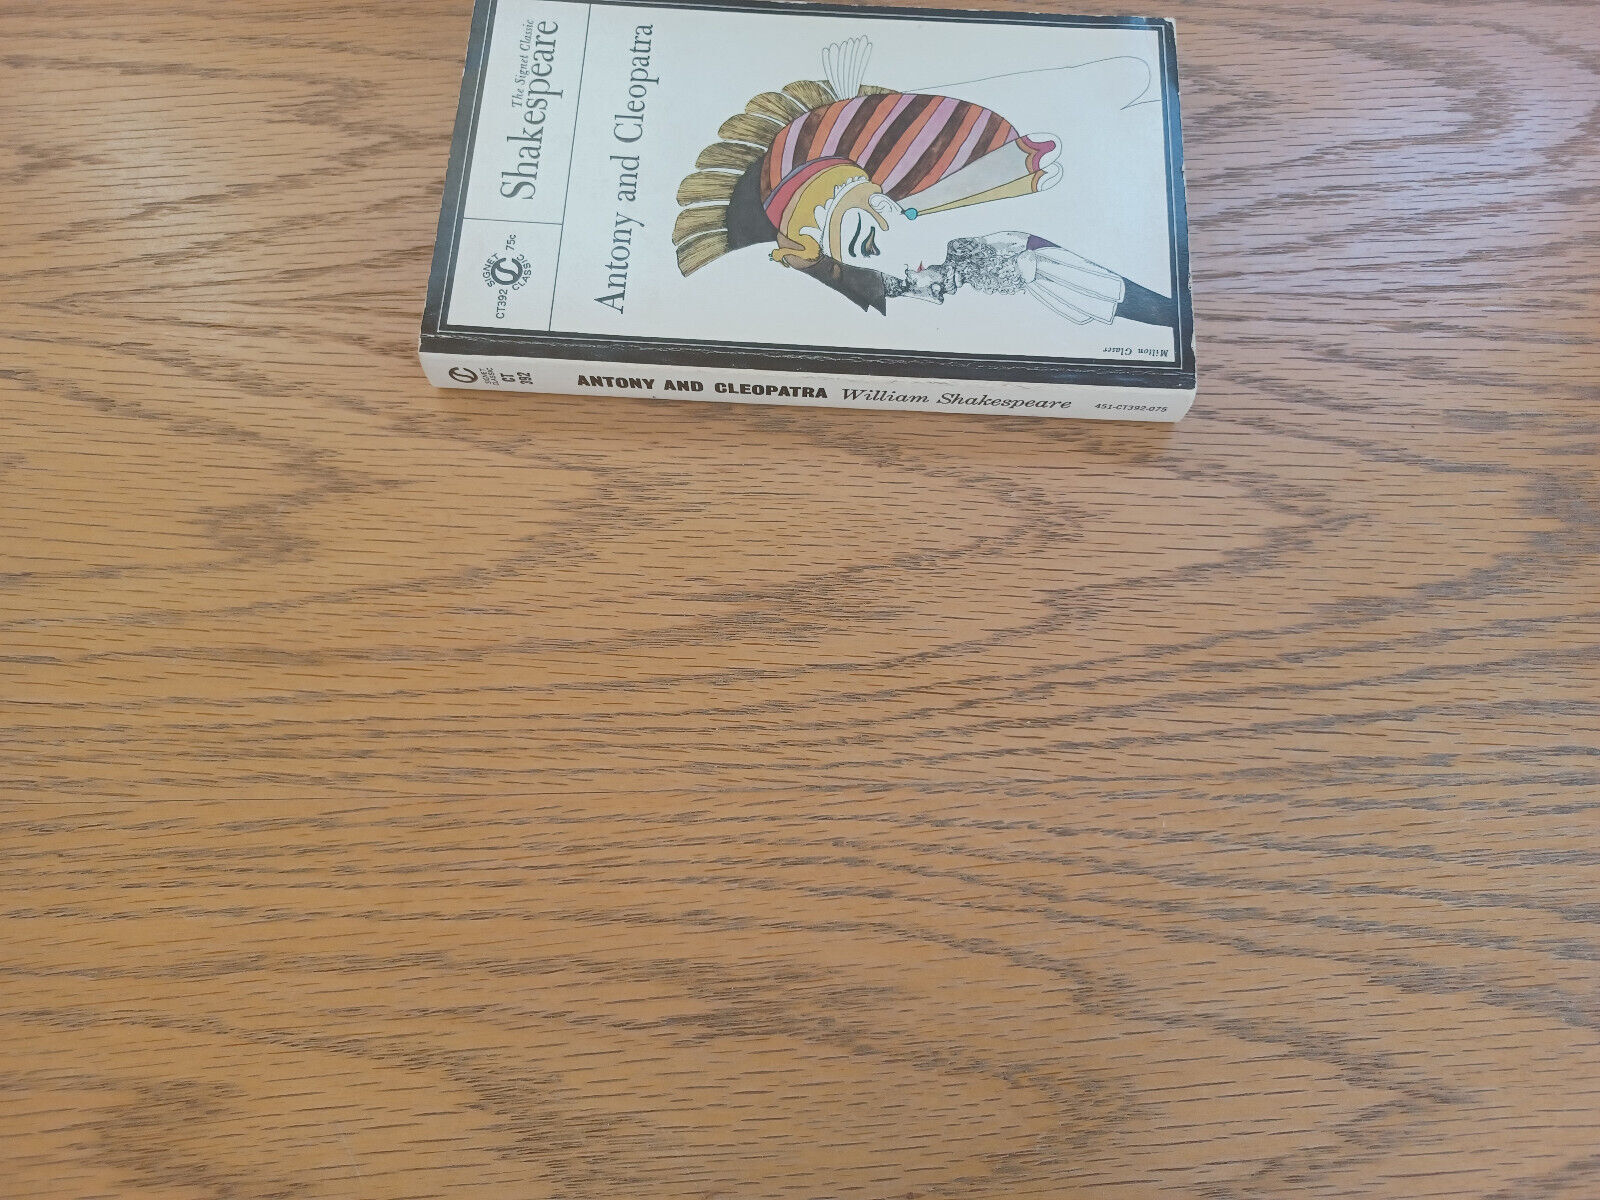 The Signet Classic
Shakespeare
CT392
SIGNET
CLASSIC
75c
Antony and Cleopatra
Milton Glaser
SIGNET
CLASSIC
CT
392
ANTONY AND CLEOPATRA William Shakespeare 451-CT392-075